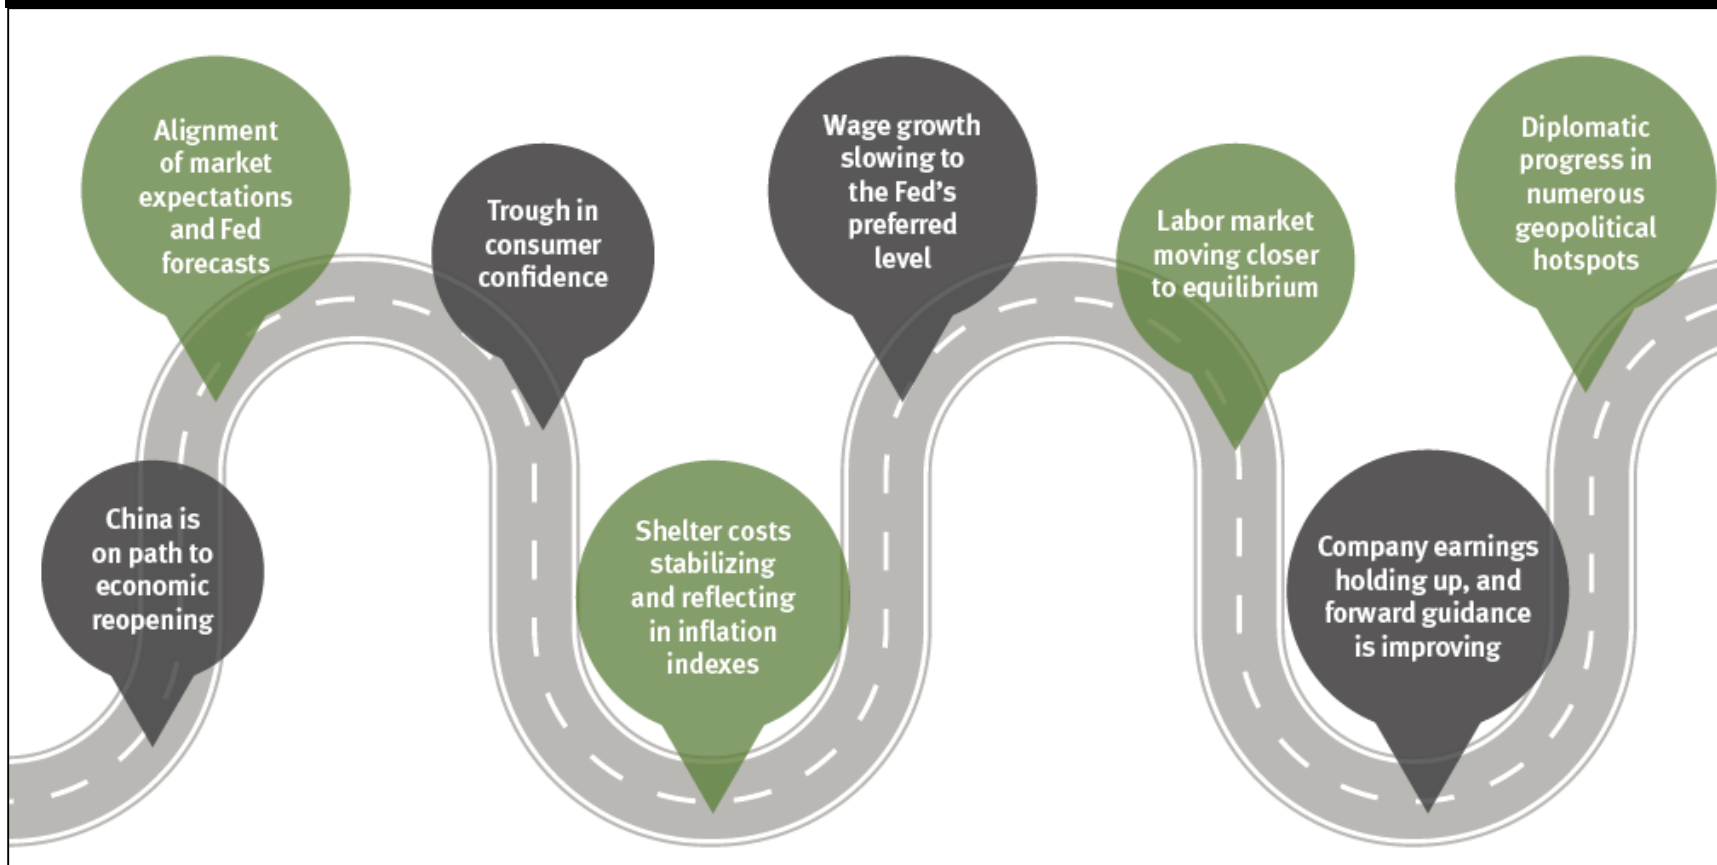 China is
on path to
economic
reopening
Alignment
of market
expectations
and Fed
forecasts
Trough in
consumer
confidence
Shelter costs
stabilizing
and reflecting
in inflation
indexes
Wage growth
slowing to
the Fed’s
preferred
level
Labor market
moving closer
to equilibrium
Company earnings
holding up, and
forward guidance
is improving
Diplomatic
progress in
numerous
geopolitical
hotspots